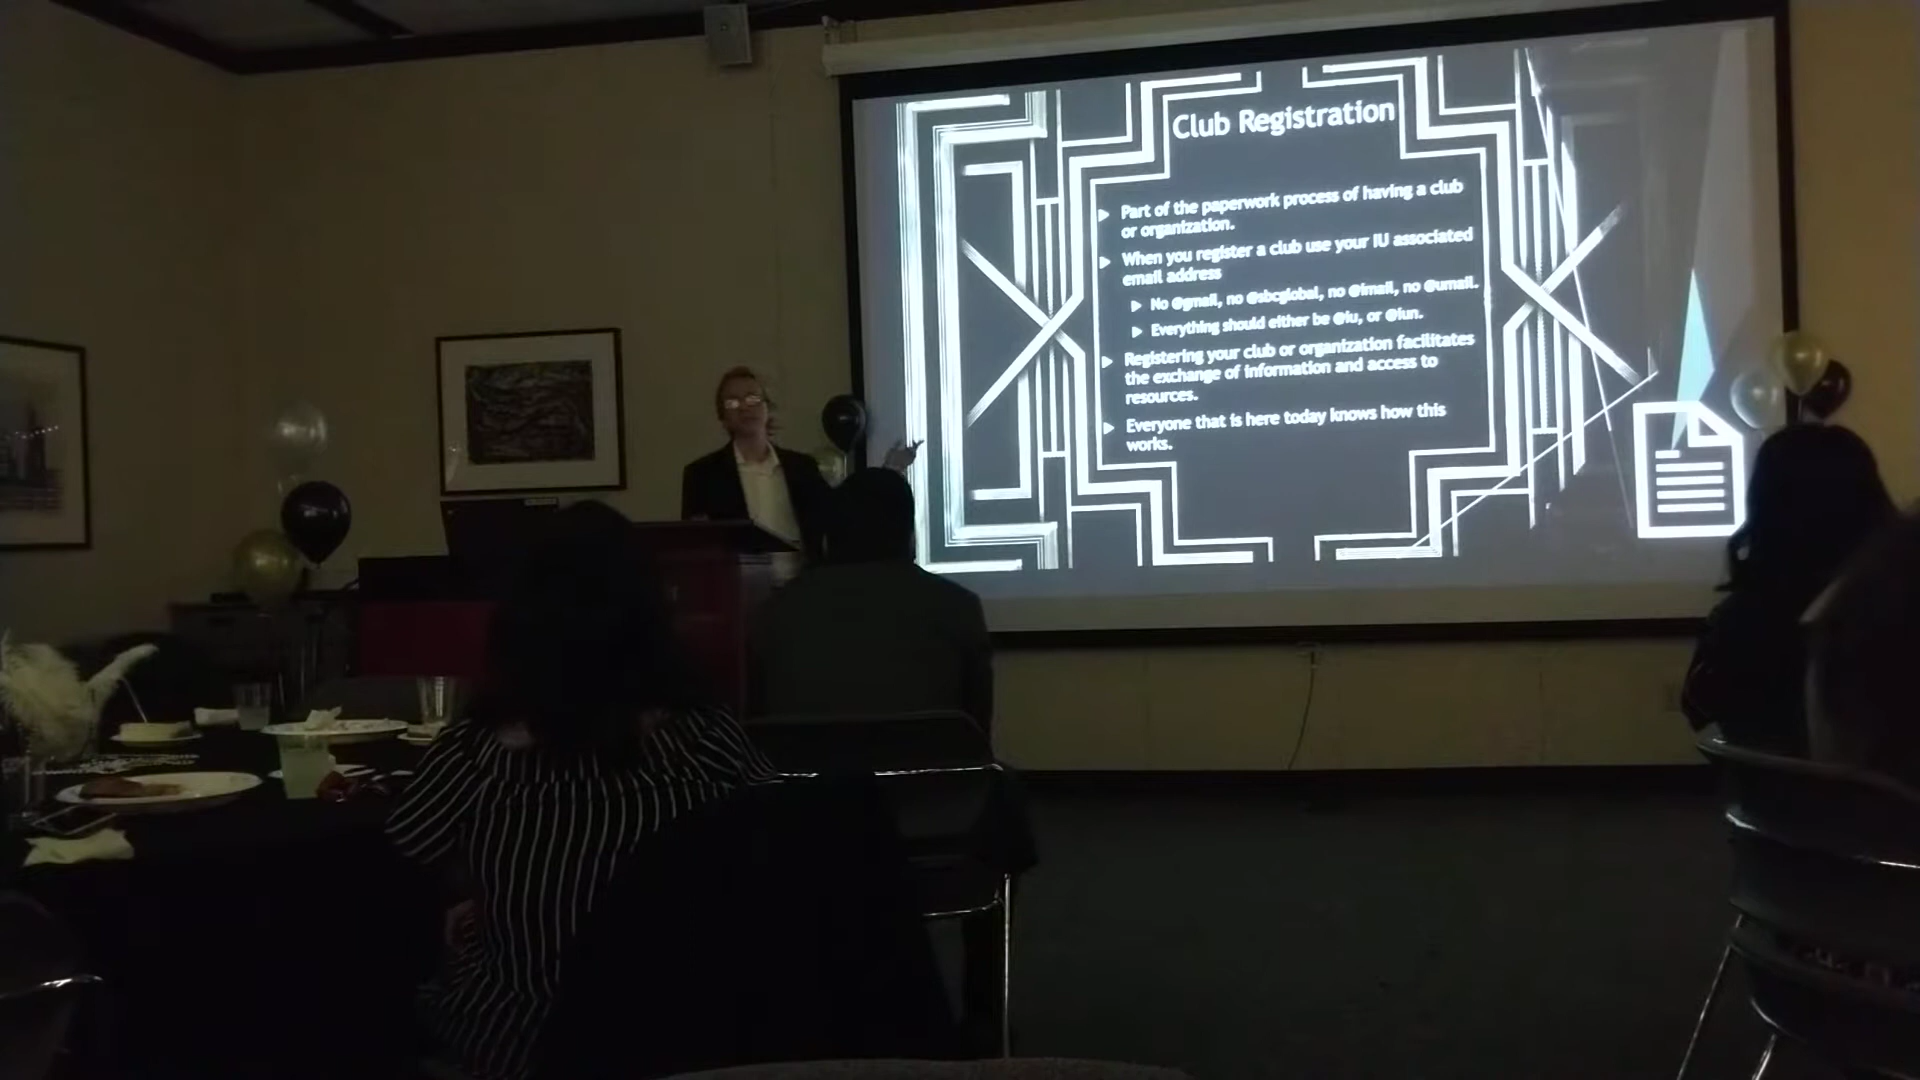 Club Registration
Part of the paperwork process of having a club
or organization.
When you register a club use your IU associated
email address
No @gmail, no @sbcglobal, no @imail, no @umail.
Everything should either be @iu, or @iun.
Registering your club or organization facilitates
the exchange of information and access to
resources.
Everyone that is here today knows how this
works.